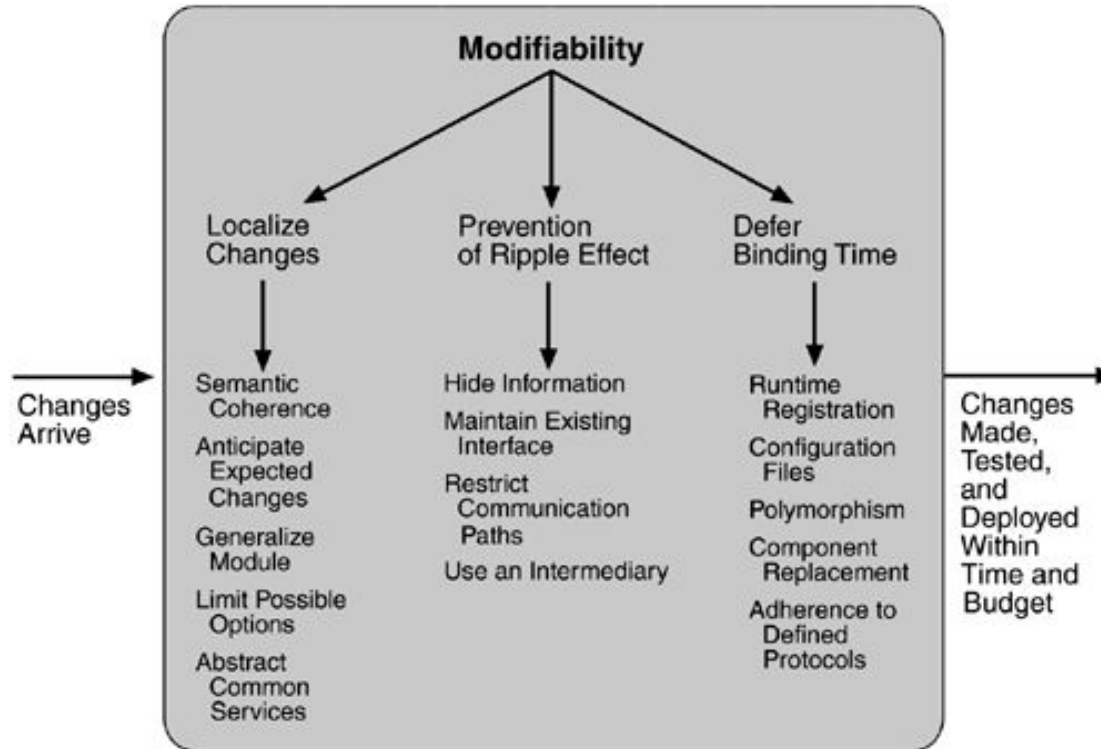 Modifiability
Localize
Changes
Prevention
of Ripple Effect
Defer
Binding Time
Changes
Arrive
Semantic
Coherence
Anticipate
Expected
Changes
Generalize
Module
Limit Possible
Options
Abstract
Common
Services
Hide Information
Maintain Existing
Interface
Restrict
Communication
Paths
Use an Intermediary
Runtime
Registration
Configuration
Files
Polymorphism
Component
Replacement
Adherence to
Defined
Protocols
Changes
Made,
Tested,
and
Deployed
Within
Time and
Budget